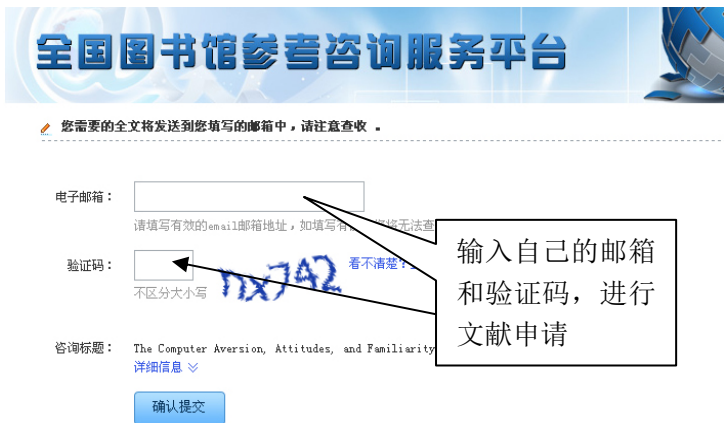 全国图书馆参考咨询服务平台
您需要的全文将发送到您填写的邮箱中，请注意查收 。
电子邮箱：
请填写有效的email邮箱地址，如填写有
将无法查
验证码：
nxJ42
看不清楚？
不区分大小写
输入自己的邮箱
和验证码，进行
文献申请
咨询标题： The Computer Aversion, Attitudes, and Familiarity
详细信息
确认提交